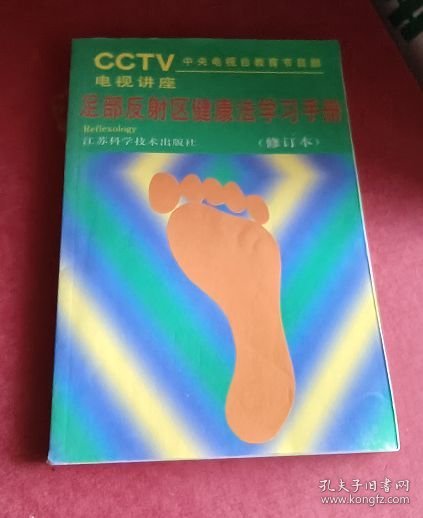 CCTV 中央电视台教育节目部
电视讲座
足部反射区健康法学习手册
Reflexology
江苏科学技术出版社 (修订本)
孔夫子旧书网
www.kongfz.com